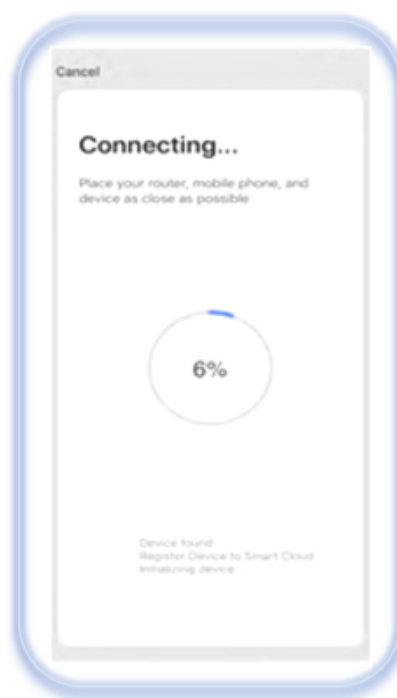 Cancel
Connecting...
Place your router, mobile phone, and
device as close as possible
6%
Device found
Register Device to Smart Cloud
Initializing device